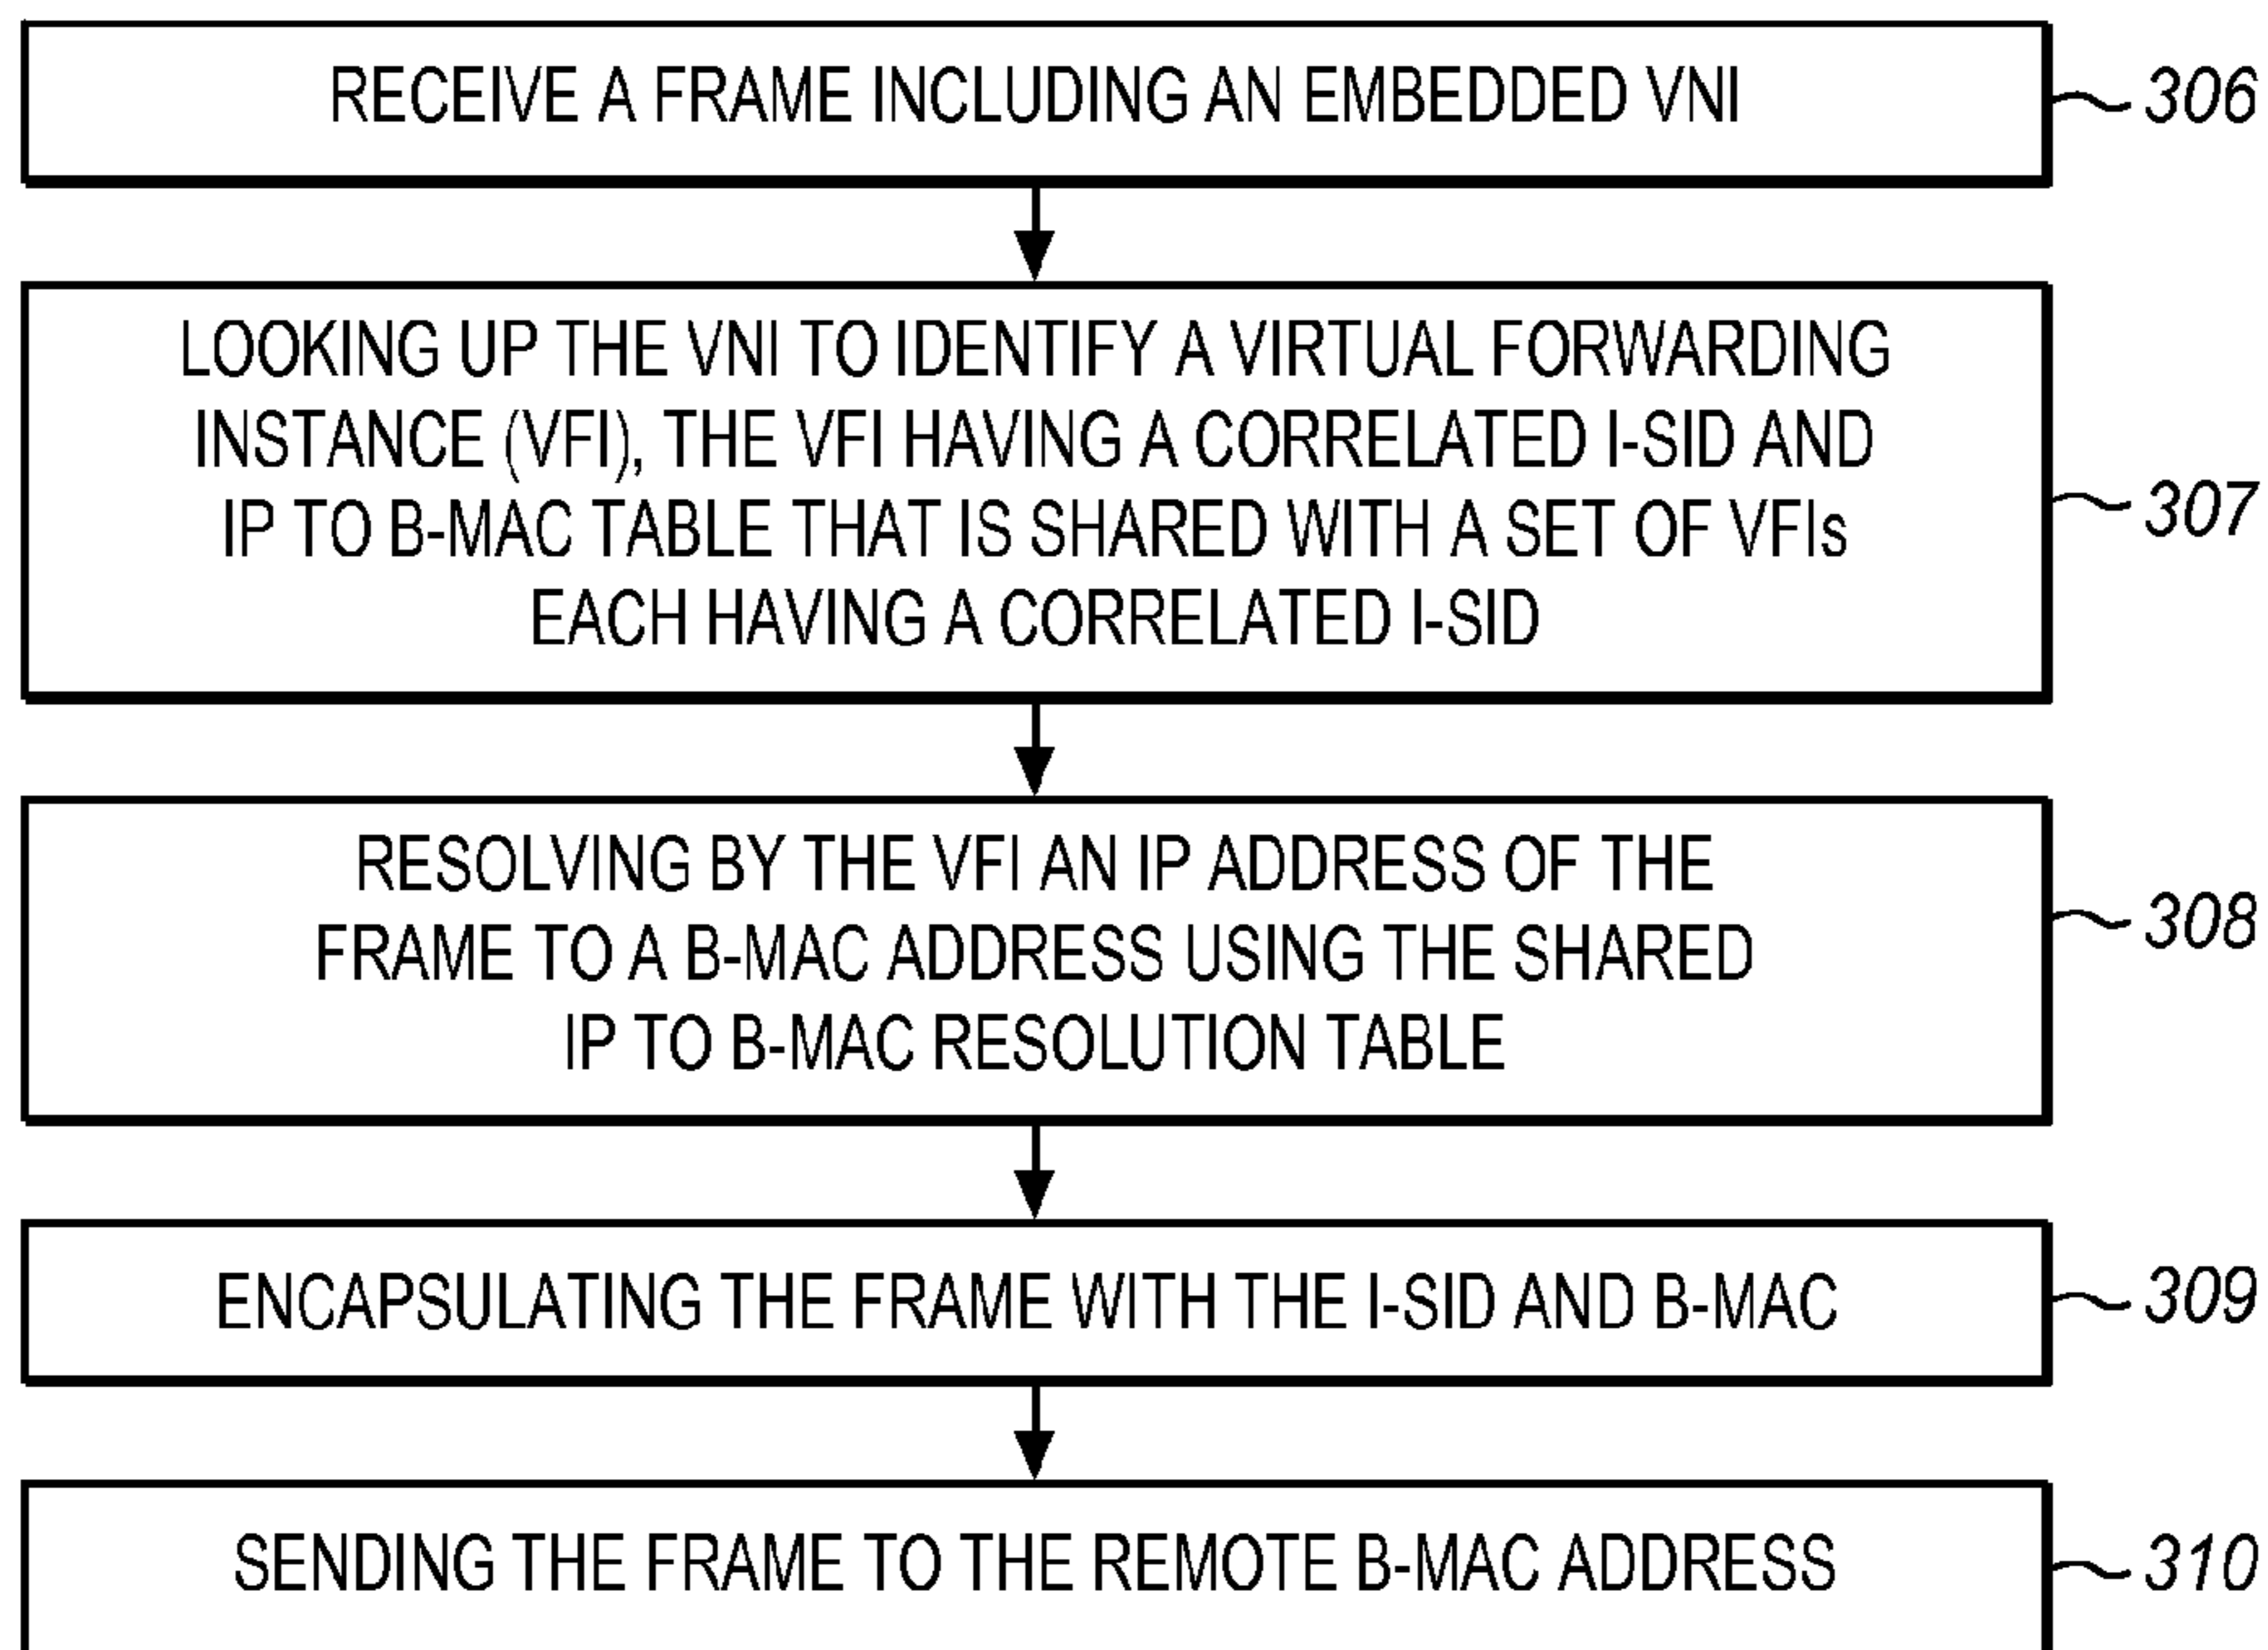 RECEIVE A FRAME INCLUDING AN EMBEDDED VNI
306
LOOKING UP THE VNI TO IDENTIFY A VIRTUAL FORWARDING
INSTANCE (VFI), THE VFI HAVING A CORRELATED I-SID AND
IP TO B-MAC TABLE THAT IS SHARED WITH A SET OF VFIs
EACH HAVING A CORRELATED I-SID
307
RESOLVING BY THE VFI AN IP ADDRESS OF THE
FRAME TO A B-MAC ADDRESS USING THE SHARED
IP TO B-MAC RESOLUTION TABLE
308
ENCAPSULATING THE FRAME WITH THE I-SID AND B-MAC
309
SENDING THE FRAME TO THE REMOTE B-MAC ADDRESS
310